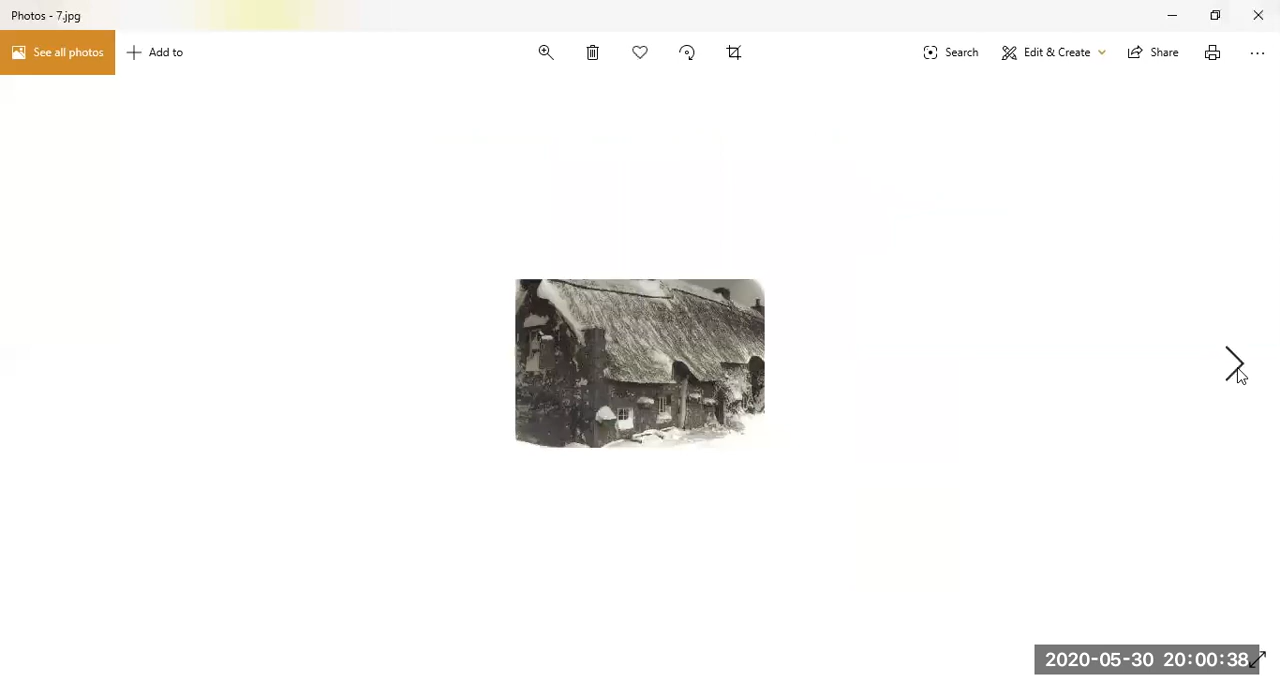 Photos - 7.jpg
See all photos
Add to
Search
Edit & Create
Share
2020-05-30 20:00:38